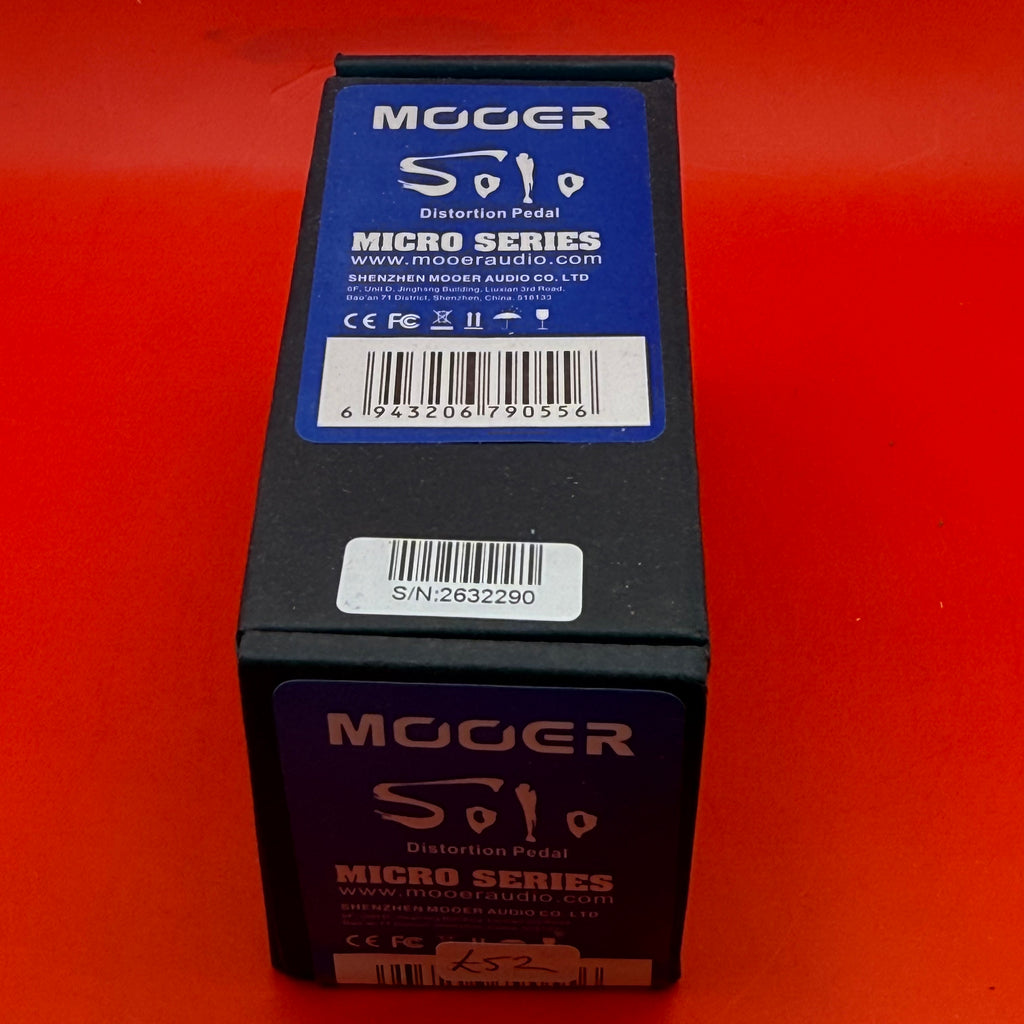 MOOER
Solo
Distortion Pedal
MICRO SERIES
www.mooeraudio.com
SHENZHEN MOOER AUDIO CO. LTD
6F, Unit D, Jinghang Building, Liuxian 3rd Road,
Bao'an 71 District, Shenzhen, China. 518133
CE FC
6 943206 790556
S/N:2632290
MOOER
Solo
Distortion Pedal
MICRO SERIES
www.mooeraudio.com
SHENZHEN MOOER AUDIO CO. LTD
CE FC
£52